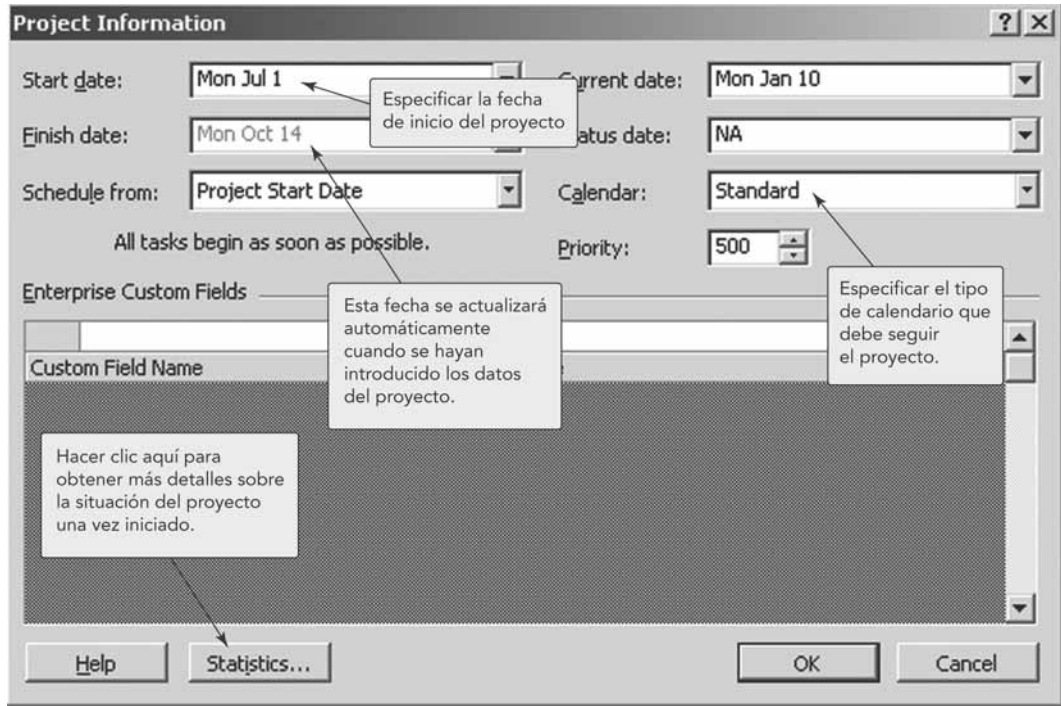 Project Information
Start date: Mon Jul 1
Current date: Mon Jan 10
Especificar la fecha
de inicio del proyecto
Finish date: Mon Oct 14
atus date: NA
Schedule from: Project Start Date
Calendar: Standard
All tasks begin as soon as possible.
Priority: 500
Enterprise Custom Fields
Esta fecha se actualizará
automáticamente
cuando se hayan
introducido los datos
del proyecto.
Especificar el tipo
de calendario que
debe seguir
el proyecto.
Custom Field Name
Hacer clic aquí para
obtener más detalles sobre
la situación del proyecto
una vez iniciado.
Help
Statistics...
OK
Cancel